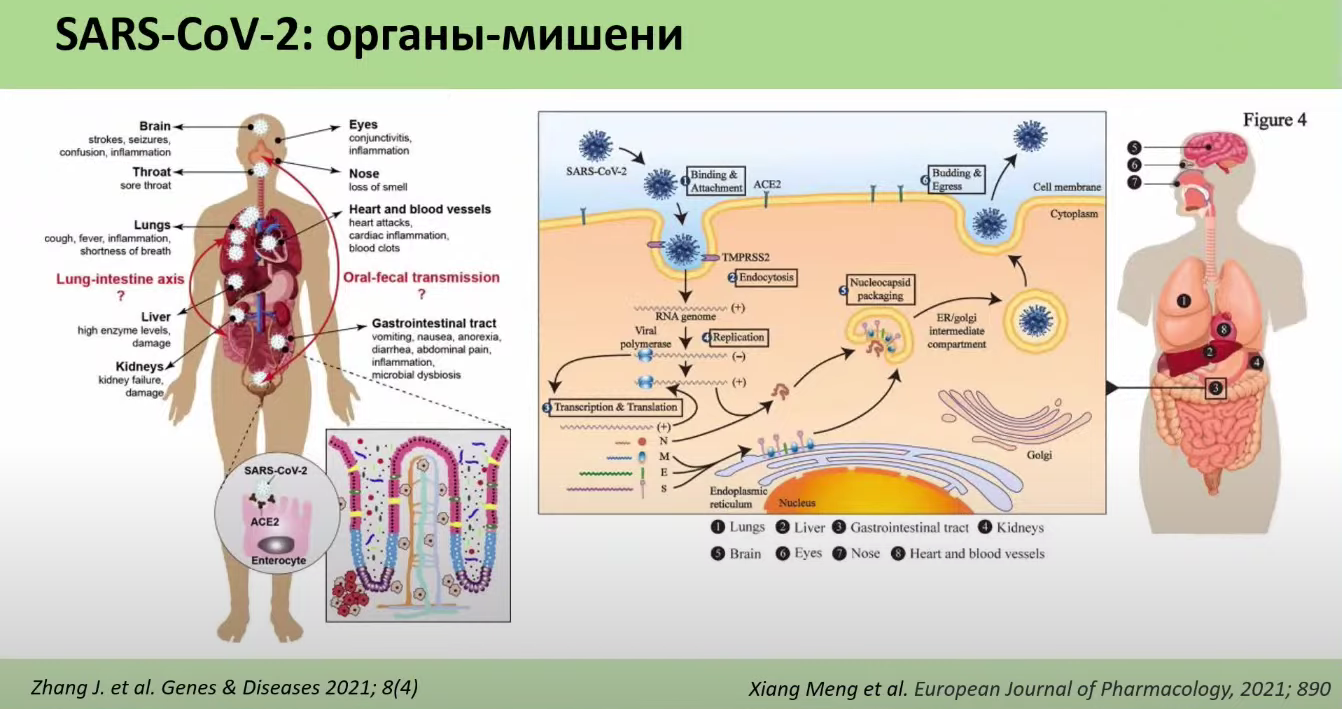 SARS-CoV-2: органы-мишени
Brain
strokes, seizures,
confusion, inflammation
Throat
sore throat
Lungs
cough, fever, inflammation,
shortness of breath
Lung-intestine axis
?
Liver
high enzyme levels,
damage
Kidneys
kidney failure,
damage
Eyes
conjunctivitis,
inflammation
Nose
loss of smell
Heart and blood vessels
heart attacks,
cardiac inflammation,
blood clots
Oral-fecal transmission
?
Gastrointestinal tract
vomiting, nausea, anorexia,
diarrhea, abdominal pain,
inflammation,
microbial dysbiosis
SARS-CoV-2
ACE2
Enterocyte
SARS-CoV-2
1 Binding &
Attachment
ACE2
6 Budding &
Egress
Cell membrane
Cytoplasm
TMPRSS2
2 Endocytosis
RNA genome
(+)
Viral
polymerase
4 Replication
(−)
(+)
3 Transcription & Translation
(+)
N
M
E
S
5 Nucleocapsid
packaging
ER/golgi
intermediate
compartment
Golgi
Endoplasmic
reticulum
Nucleus
1 Lungs 2 Liver 3 Gastrointestinal tract 4 Kidneys
5 Brain 6 Eyes 7 Nose 8 Heart and blood vessels
Figure 4
5
6
7
1
8
2
4
3
Zhang J. et al. Genes & Diseases 2021; 8(4)
Xiang Meng et al. European Journal of Pharmacology, 2021; 890